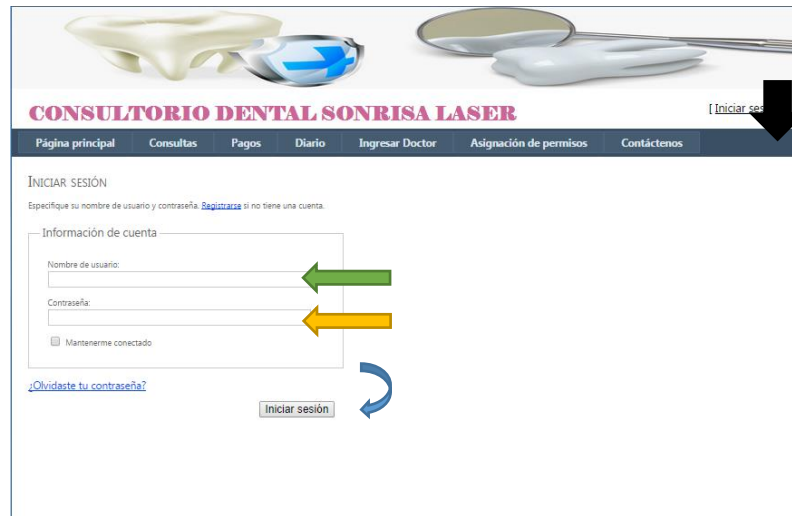 CONSULTORIO DENTAL SONRISA LASER
[ Iniciar
Página principal Consultas Pagos Diario Ingresar Doctor Asignación de permisos Contáctenos
INICIAR SESIÓN
Especifique su nombre de usuario y contraseña. Registrarse si no tiene una cuenta.
Información de cuenta
Nombre de usuario:
Contraseña:
Mantenerme conectado
¿Olvidaste tu contraseña?
Iniciar sesión